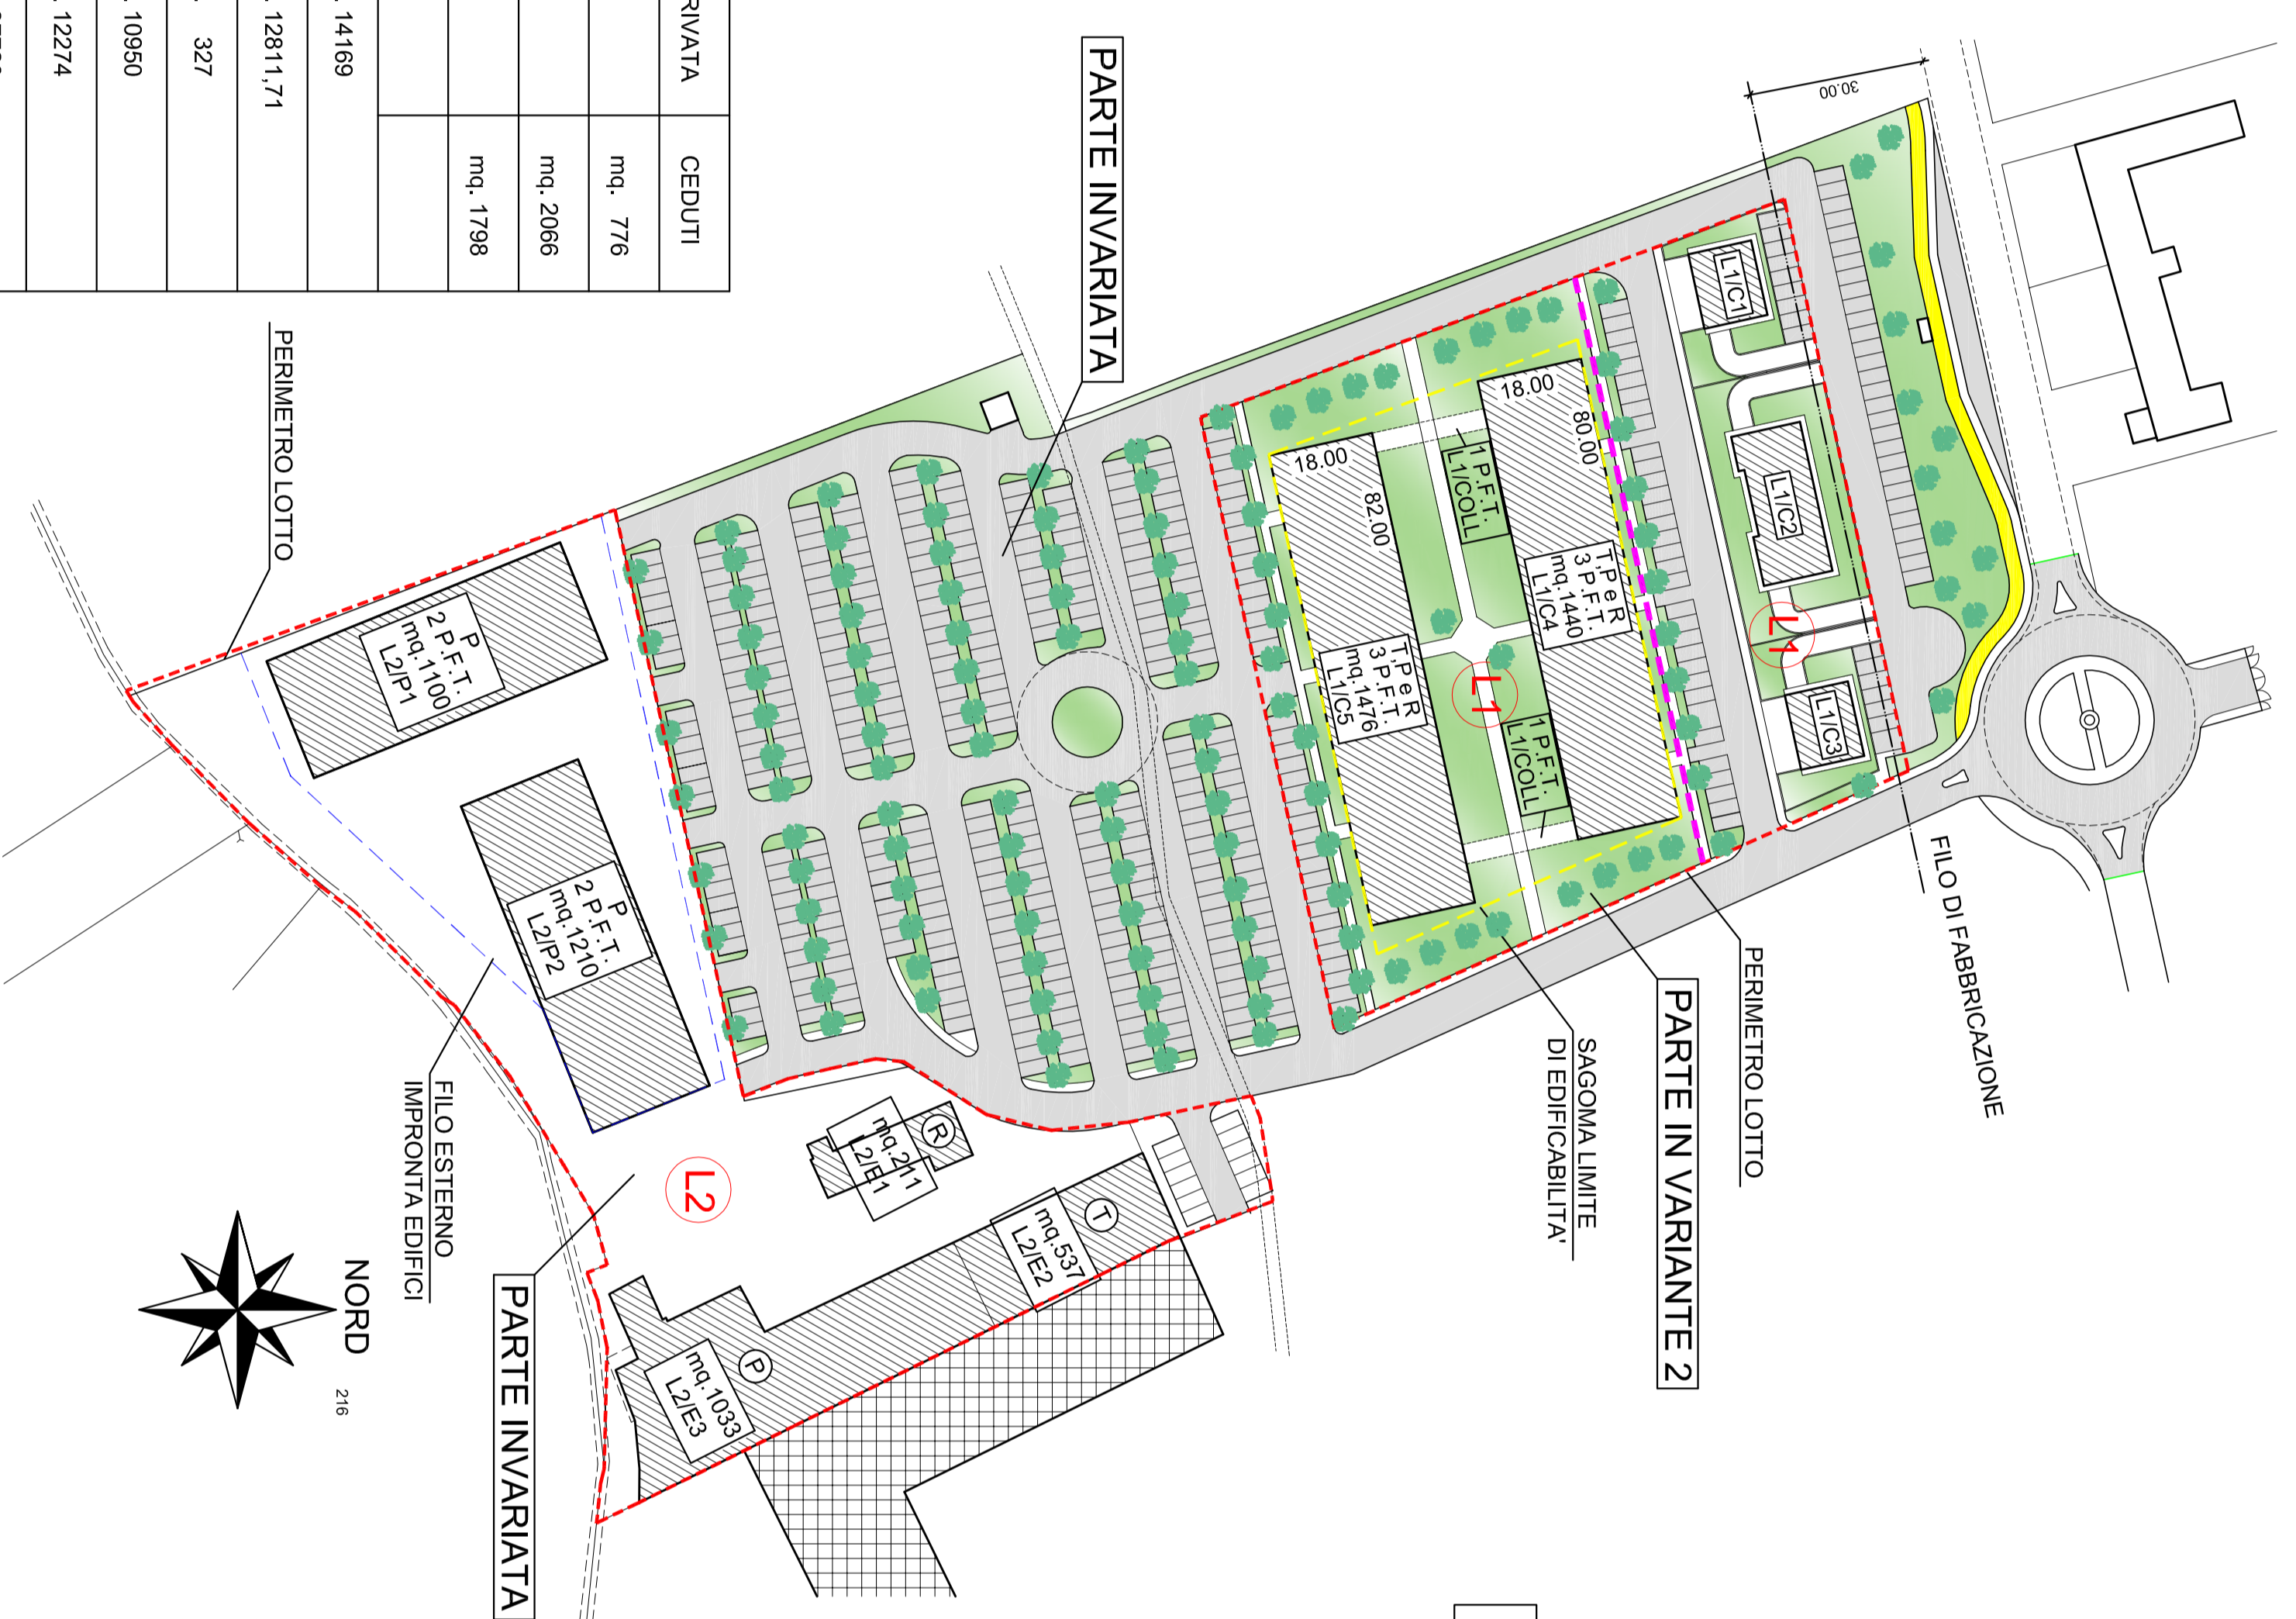 RIVATA
CEDUTI
mq. 776
mq. 2066
mq. 1798
. 14169
. 12811,71
. 327
. 10950
. 12274
PARTE INVARIATA
PERIMETRO LOTTO
30.00
L1/C1
L1/C2
L1/C3
L1
18.00
80.00
1 P.F.T.
L1/COLL
T,P e R
3 P.F.T.
mq.1440
L1/C4
18.00
82.00
T,P e R
3 P.F.T.
mq.1476
L1/C5
L1
1 P.F.T.
L1/COLL
FILO DI FABBRICAZIONE
PERIMETRO LOTTO
PARTE IN VARIANTE 2
SAGOMA LIMITE
DI EDIFICABILITA'
P
2 P.F.T.
mq.1100
L2/P1
P
2 P.F.T.
mq.1210
L2/P2
FILO ESTERNO
IMPRONTA EDIFICI
R
mq.211
L2/E1
L2
T
mq.537
L2/E2
P
mq.1033
L2/E3
PARTE INVARIATA
NORD
216